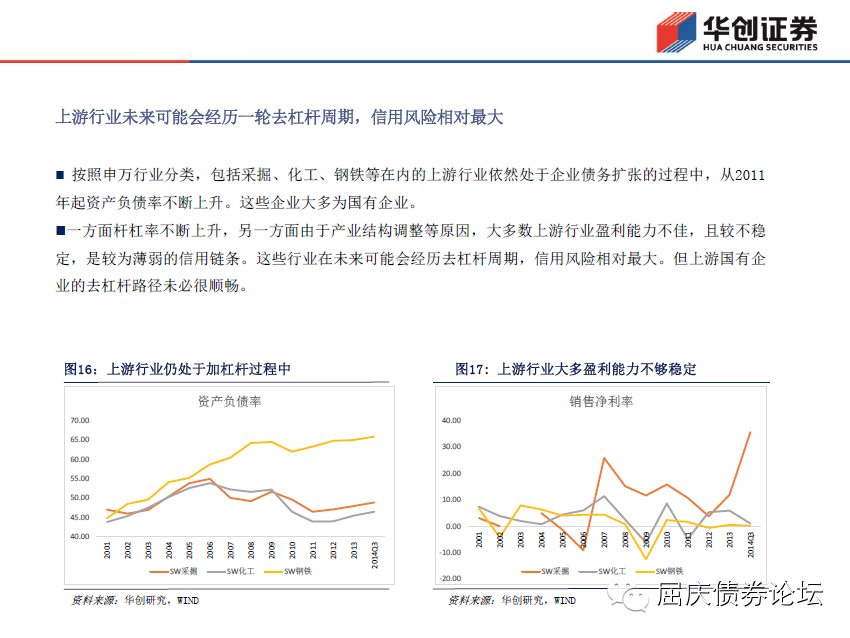 华创证券
HUA CHUANG SECURITIES
上游行业未来可能会经历一轮去杠杆周期，信用风险相对最大
■ 按照申万行业分类，包括采掘、化工、钢铁等在内的上游行业依然处于企业债务扩张的过程中，从2011
年起资产负债率不断上升。这些企业大多为国有企业。
■一方面杆杠率不断上升，另一方面由于产业结构调整等原因，大多数上游行业盈利能力不佳，且较不稳
定，是较为薄弱的信用链条。这些行业在未来可能会经历去杠杆周期，信用风险相对最大。但上游国有企
业的去杠杆路径未必很顺畅。
图16：上游行业仍处于加杠杆过程中
资产负债率
70.00
65.00
60.00
55.00
50.00
45.00
40.00
2001 2002 2003 2004 2005 2006 2007 2008 2009 2010 2011 2012 2013 2014Q3
SW采掘 SW化工 SW钢铁
资料来源：华创研究，WIND
图17：上游行业大多盈利能力不够稳定
销售净利率
40.00
30.00
20.00
10.00
0.00
-10.00
-20.00
2001 2002 2003 2004 2005 2006 2007 2008 2009 2010 2011 2012 2013 2014Q3
SW采掘 SW化工 SW钢铁
资料来源：华创研究，WIND
屈庆债券论坛